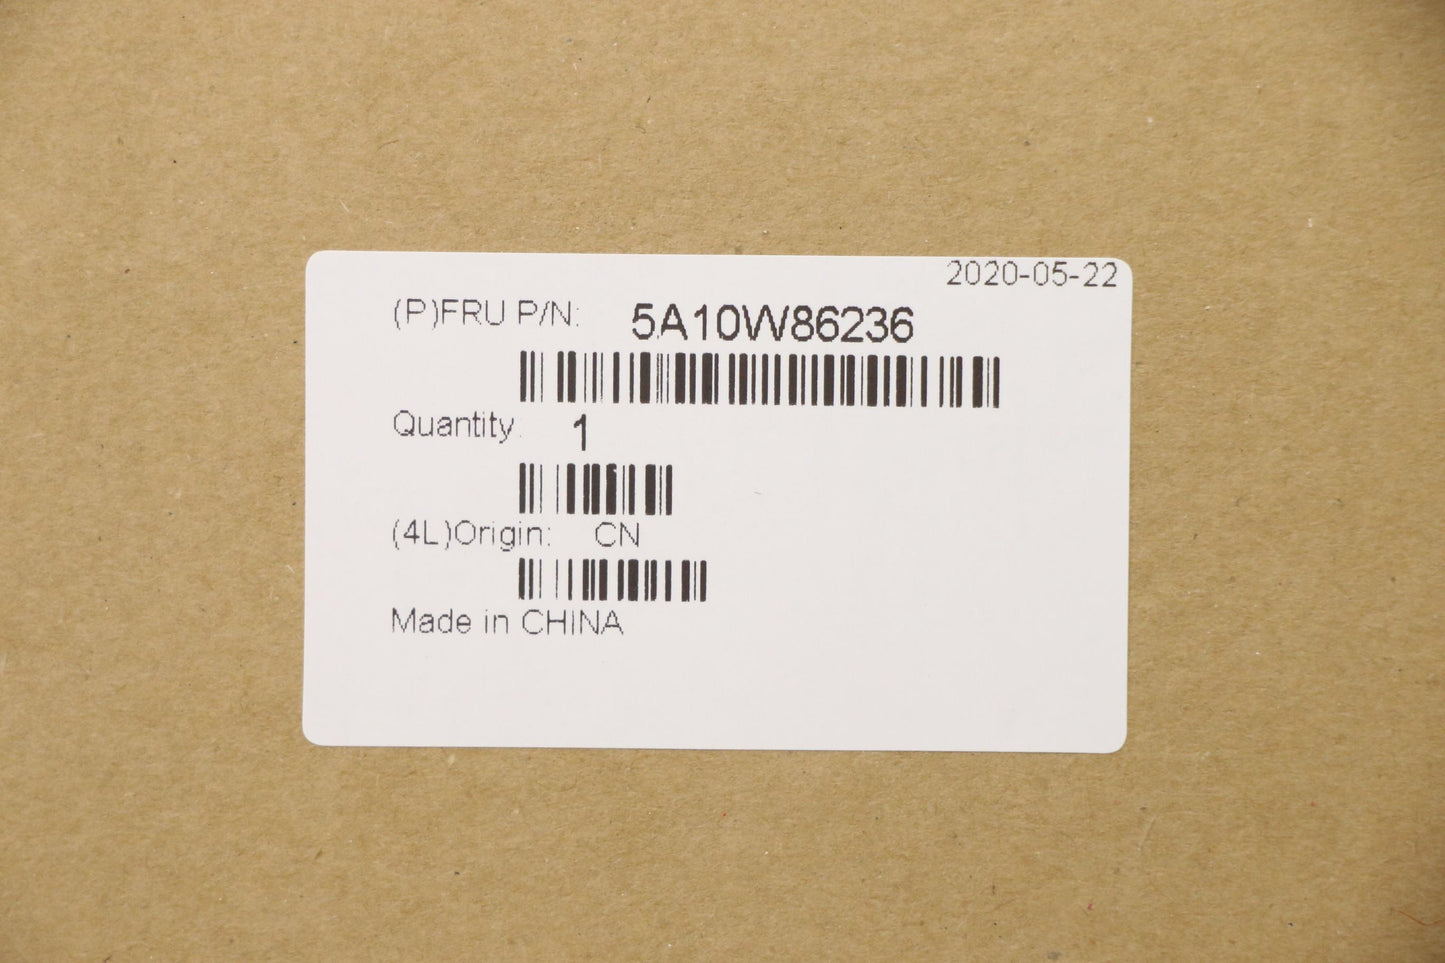 2020-05-22
(P)FRU P/N: 5A10W86236
Quantity: 1
(4L)Origin: CN
Made in CHINA